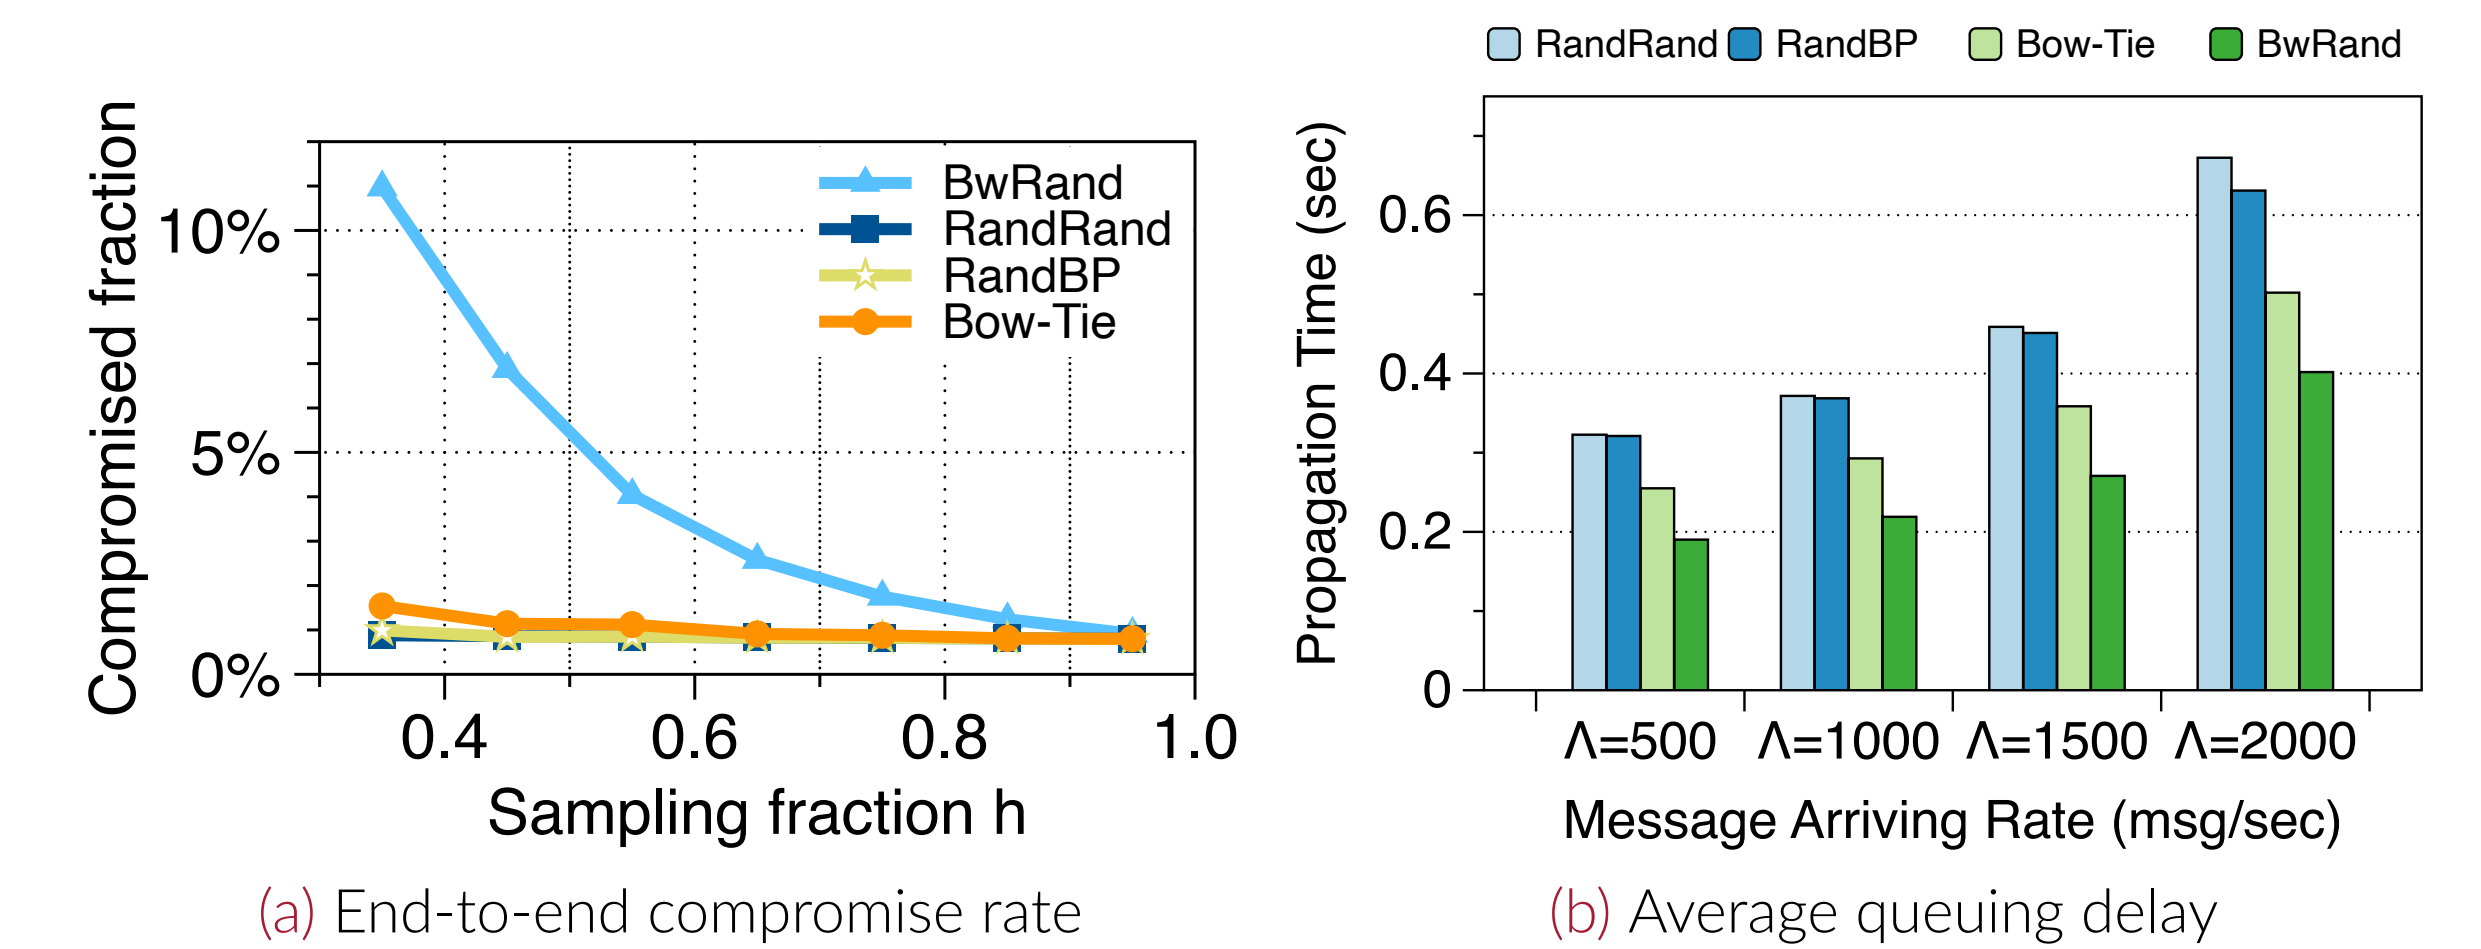 Compromised fraction
10%
5%
0%
BwRand
RandRand
RandBP
Bow-Tie
0.4 0.6 0.8 1.0
Sampling fraction h
(a) End-to-end compromise rate
RandRand RandBP Bow-Tie BwRand
Propagation Time (sec)
0.6
0.4
0.2
0
Λ=500 Λ=1000 Λ=1500 Λ=2000
Message Arriving Rate (msg/sec)
(b) Average queuing delay